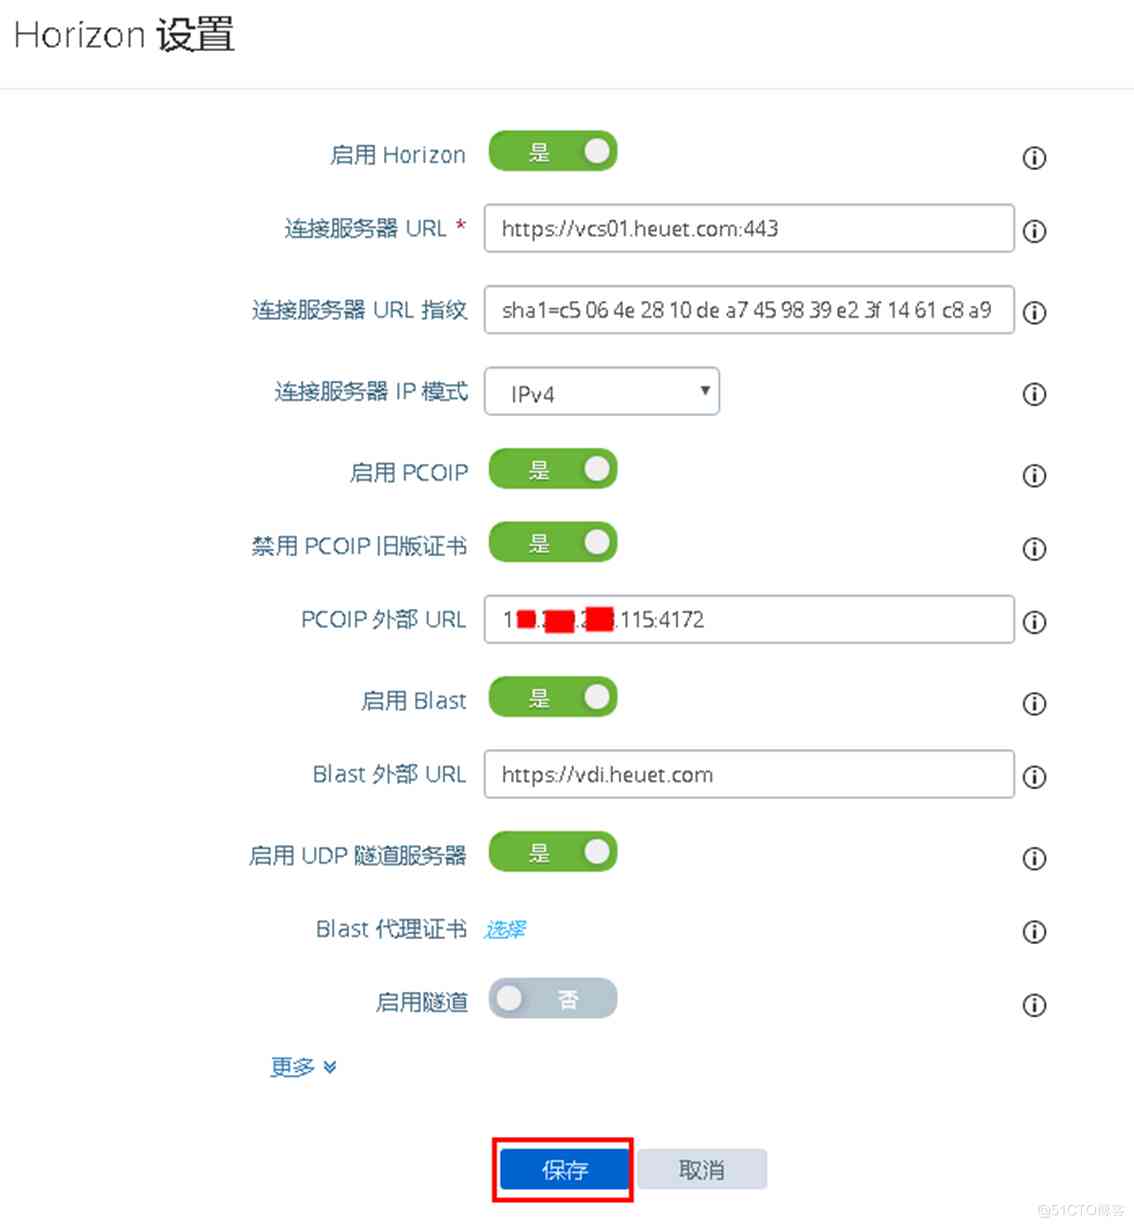 Horizon 设置
启用 Horizon 是
连接服务器 URL * https://vcs01.heuet.com:443
连接服务器 URL 指纹 sha1=c5 06 4e 28 10 de a7 45 98 39 e2 3f 14 61 c8 a9
连接服务器 IP 模式 IPv4
启用 PCOIP 是
禁用 PCOIP 旧版证书 是
PCOIP 外部 URL .115:4172
启用 Blast 是
Blast 外部 URL https://vdi.heuet.com
启用 UDP 隧道服务器 是
Blast 代理证书 选择
启用隧道 否
更多
保存 取消
@51CTO博客